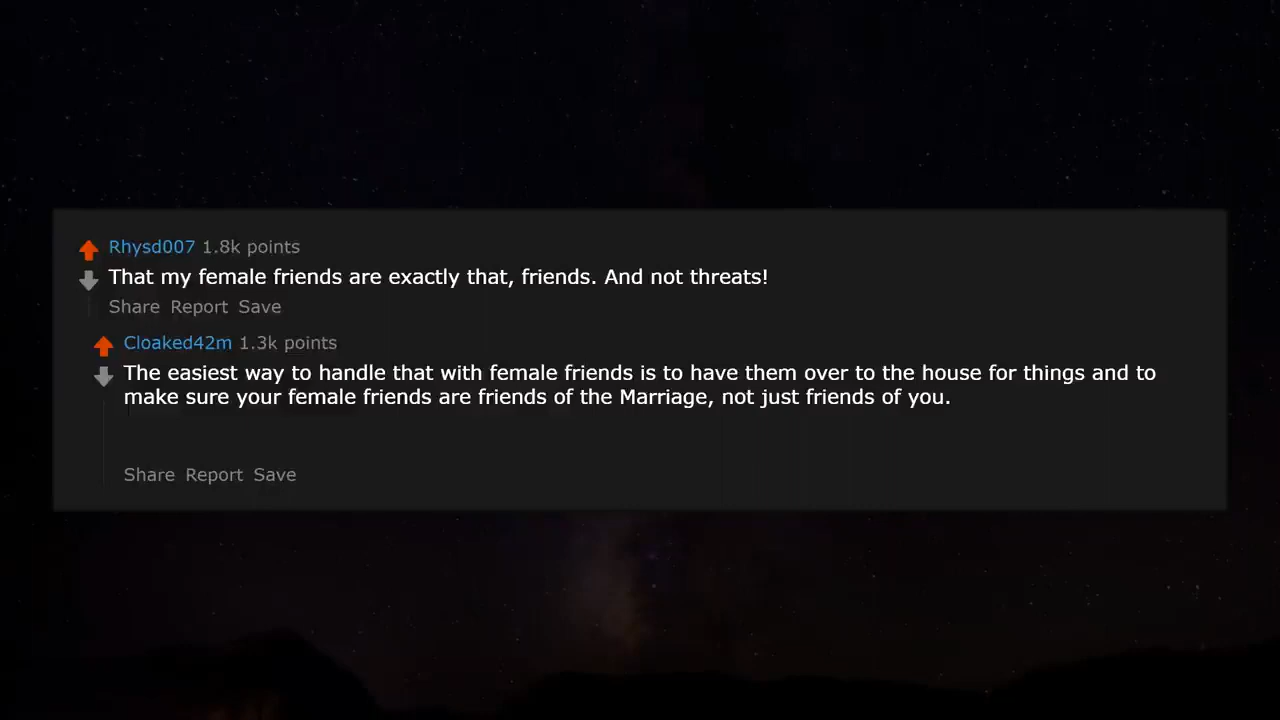 Rhysd007 1.8k points
That my female friends are exactly that, friends. And not threats!
Share Report Save
Cloaked42m 1.3k points
The easiest way to handle that with female friends is to have them over to the house for things and to
make sure your female friends are friends of the Marriage, not just friends of you.
Share Report Save